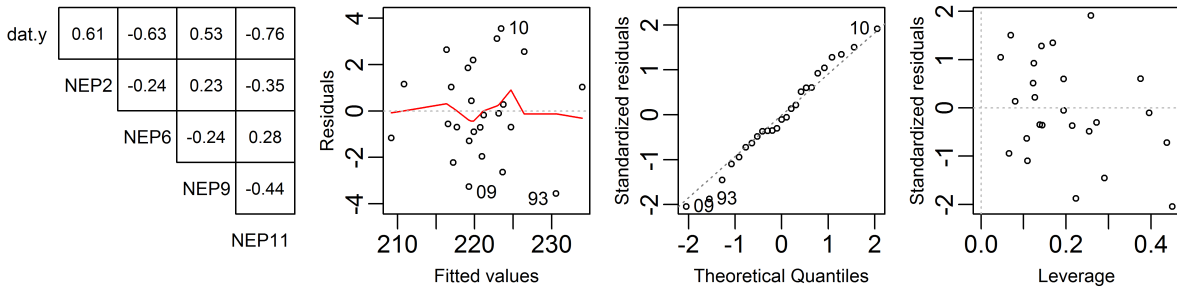 dat.y 0.61 -0.63 0.53 -0.76
NEP2 -0.24 0.23 -0.35
NEP6 -0.24 0.28
NEP9 -0.44
NEP11
Residuals
4
2
0
-2
-4
10
09
93
210 220 230
Fitted values
Standardized residuals
2
1
0
-1
-2
10
93
09
-2 -1 0 1 2
Theoretical Quantiles
Standardized residuals
2
1
0
-1
-2
0.0 0.2 0.4
Leverage